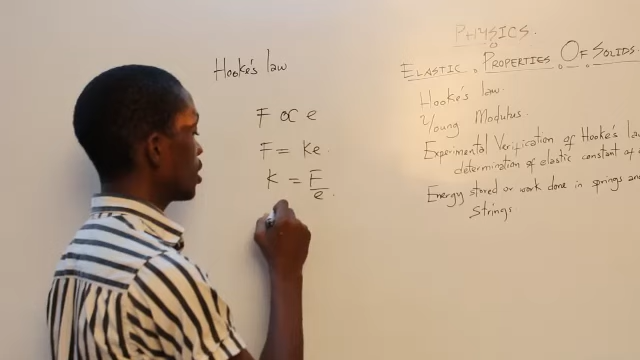 Hooke's law
F ∝ e
F = Ke.
K = F/e.
PHYSICS.
ELASTIC PROPERTIES OF SOLIDS.
Hooke's law.
Young Modulus.
Experimental Verification of Hooke's law
determination of elastic constant of
Energy stored or work done in springs and
Strings